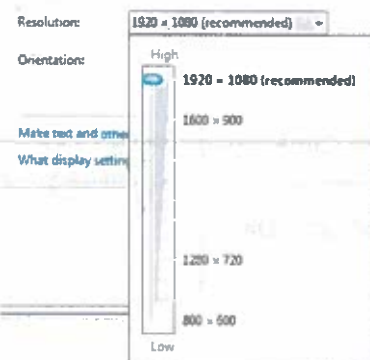 Resolution: 1920 × 1080 (recommended)
High
Orientation:
1920 × 1080 (recommended)
1600 × 900
Make text and other
What display setting
1280 × 720
800 × 600
Low